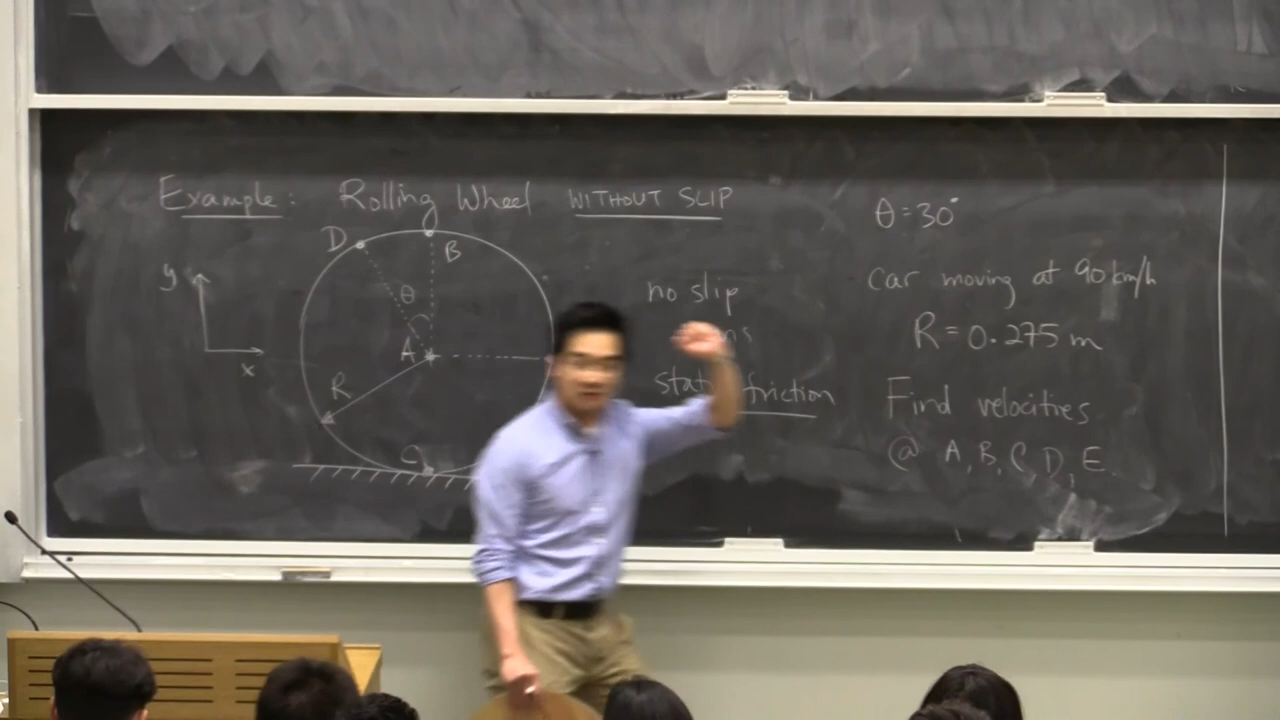 Example: Rolling Wheel WITHOUT SLIP
D
B
y
θ
A
x
R
C
no slip
friction
θ=30°
car moving at 90 km/h
R=0.275 m
Find velocities
@ A, B, C, D, E